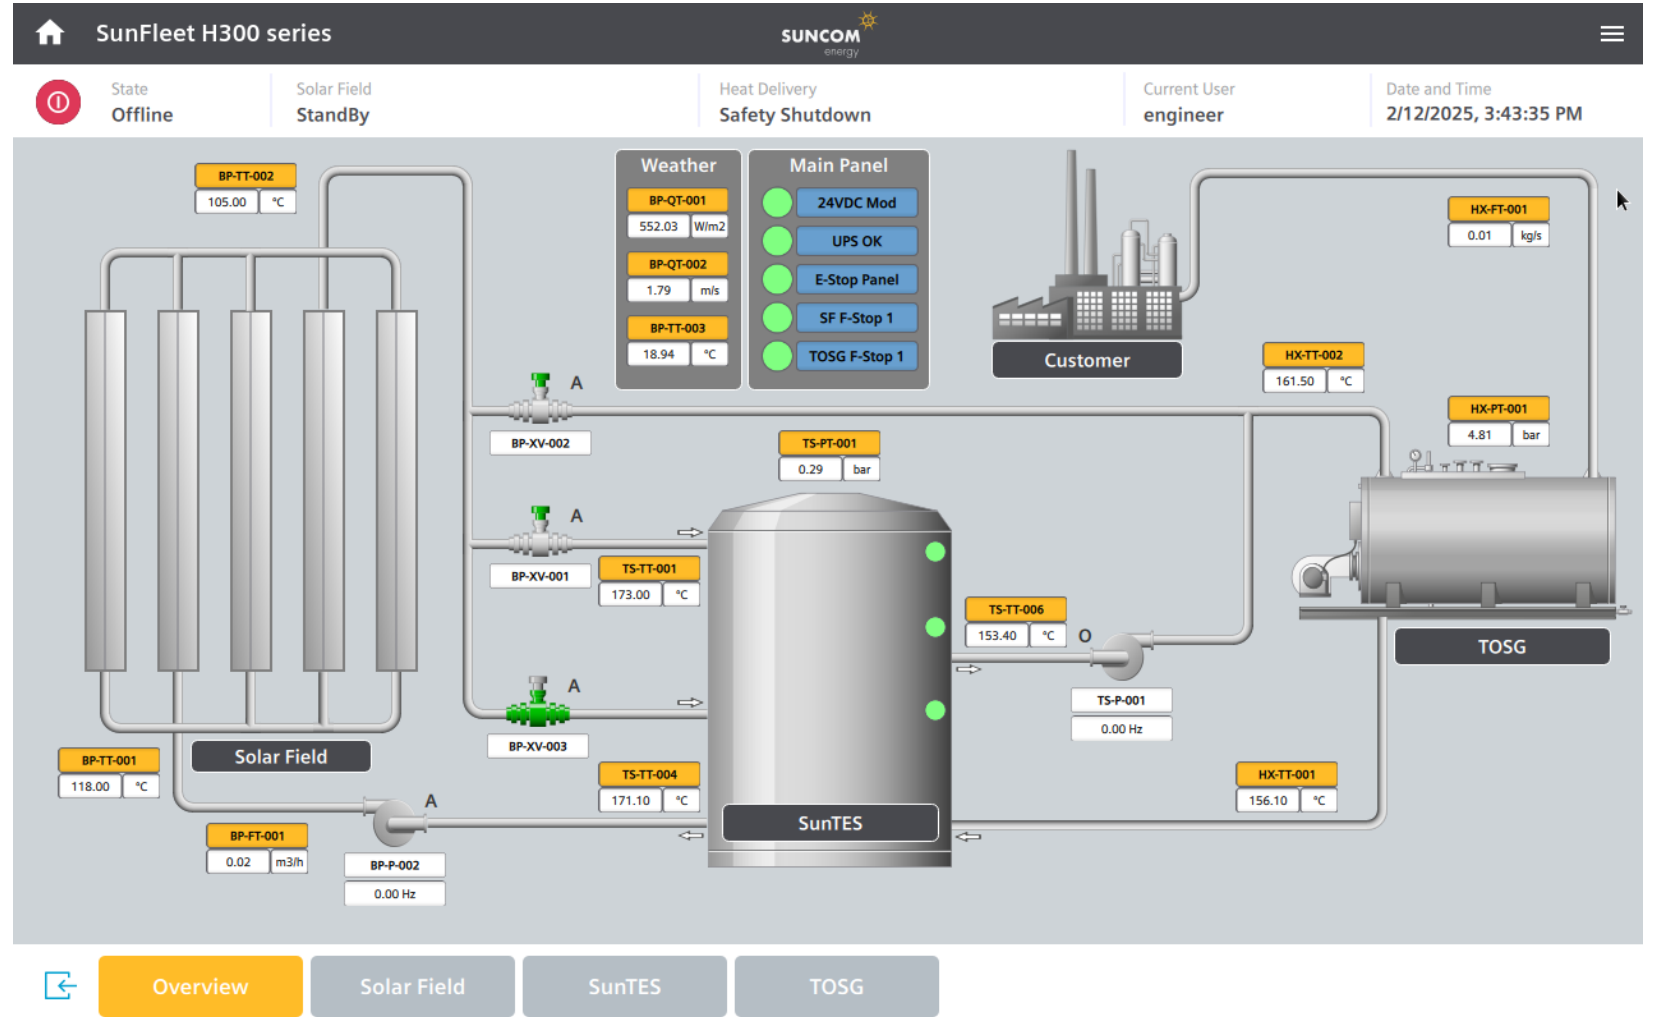 SunFleet H300 series
SUNCOM
energy
State
Offline
Solar Field
StandBy
Heat Delivery
Safety Shutdown
Current User
engineer
Date and Time
2/12/2025, 3:43:35 PM
BP-TT-002
105.00 °C
Weather
BP-QT-001
552.03 W/m2
BP-QT-002
1.79 m/s
BP-TT-003
18.94 °C
Main Panel
24VDC Mod
UPS OK
E-Stop Panel
SF F-Stop 1
TOSG F-Stop 1
Customer
HX-FT-001
0.01 kg/s
HX-TT-002
161.50 °C
HX-PT-001
4.81 bar
A
BP-XV-002
TS-PT-001
0.29 bar
A
BP-XV-001
TS-TT-001
173.00 °C
TS-TT-006
153.40 °C
O
TS-P-001
0.00 Hz
TOSG
A
BP-XV-003
Solar Field
BP-TT-001
118.00 °C
TS-TT-004
171.10 °C
HX-TT-001
156.10 °C
SunTES
A
BP-FT-001
0.02 m3/h
BP-P-002
0.00 Hz
Overview
Solar Field
SunTES
TOSG